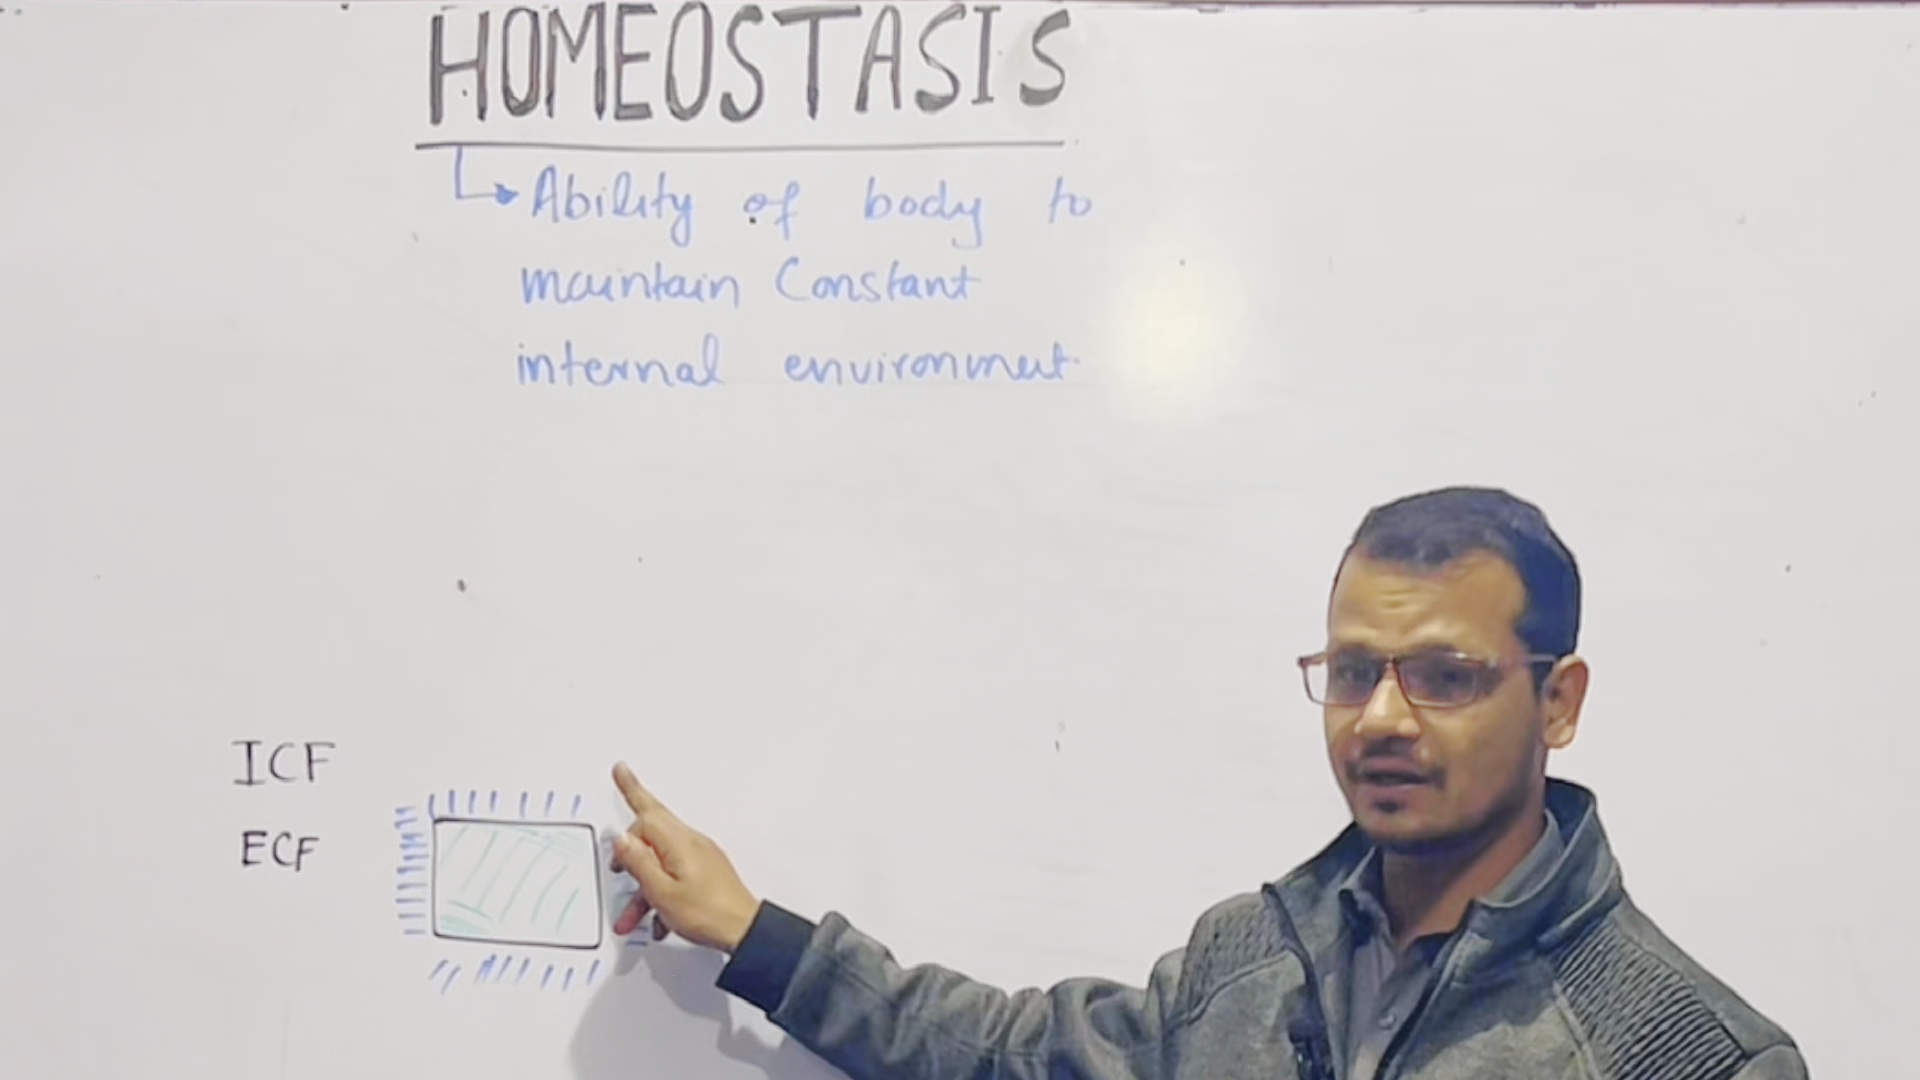 HOMEOSTASIS
Ability of body to
maintain Constant
internal environment.
ICF
ECF